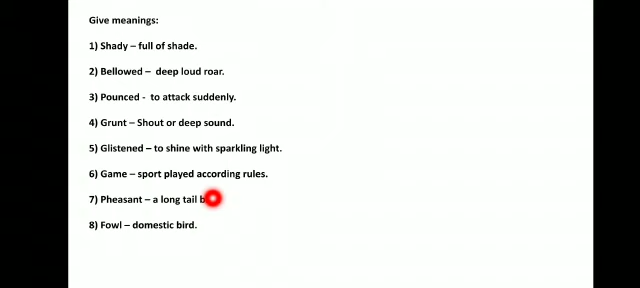 Give meanings:
1) Shady – full of shade.
2) Bellowed –  deep loud roar.
3) Pounced -  to attack suddenly.
4) Grunt – Shout or deep sound.
5) Glistened – to shine with sparkling light.
6) Game – sport played according rules.
7) Pheasant – a long tail
8) Fowl – domestic bird.